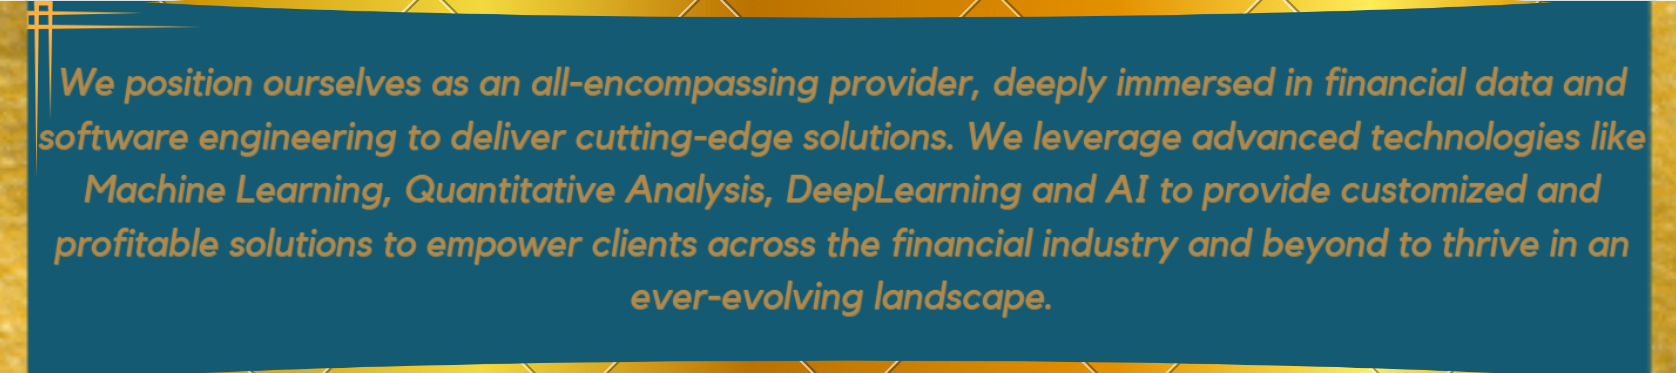 We position ourselves as an all-encompassing provider, deeply immersed in financial data and
software engineering to deliver cutting-edge solutions. We leverage advanced technologies like
Machine Learning, Quantitative Analysis, DeepLearning and AI to provide customized and
profitable solutions to empower clients across the financial industry and beyond to thrive in an
ever-evolving landscape.